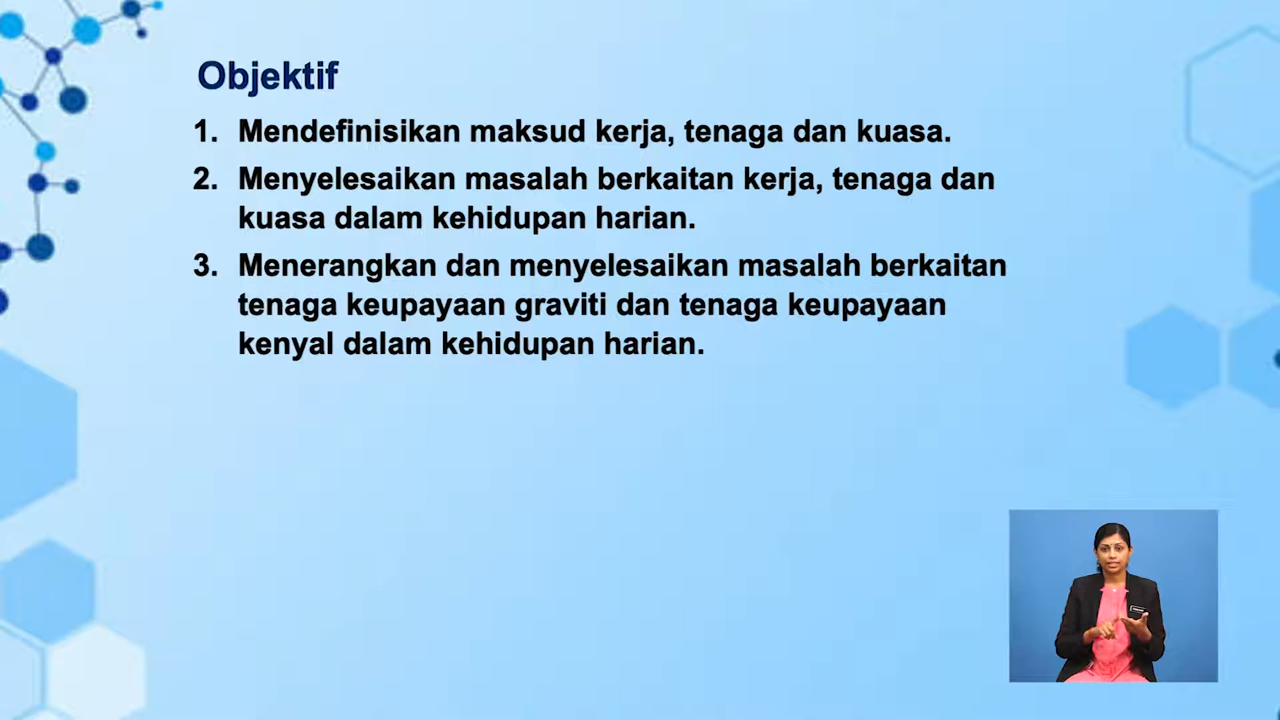 Objektif
1. Mendefinisikan maksud kerja, tenaga dan kuasa.
2. Menyelesaikan masalah berkaitan kerja, tenaga dan
kuasa dalam kehidupan harian.
3. Menerangkan dan menyelesaikan masalah berkaitan
tenaga keupayaan graviti dan tenaga keupayaan
kenyal dalam kehidupan harian.